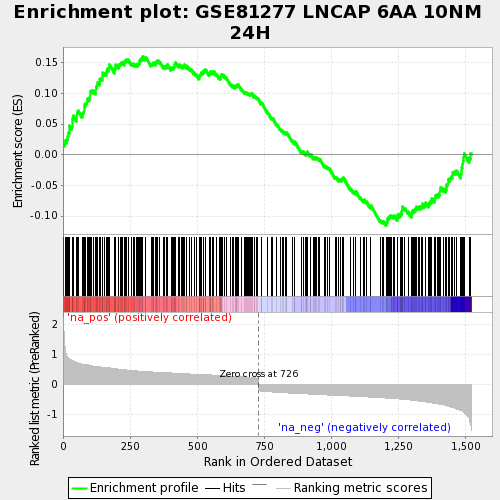 Enrichment plot: GSE81277 LNCAP 6AA 10NM
24H
Enrichment score (ES)
0.15
0.10
0.05
0.00
-0.05
-0.10
'na_pos' (positively correlated)
Ranked list metric (PreRanked)
2
1
0
-1
Zero cross at 726
'na_neg' (negatively correlated)
0
250
500
750
1,000
1,250
1,500
Rank in Ordered Dataset
Enrichment profile
Hits
Ranking metric scores